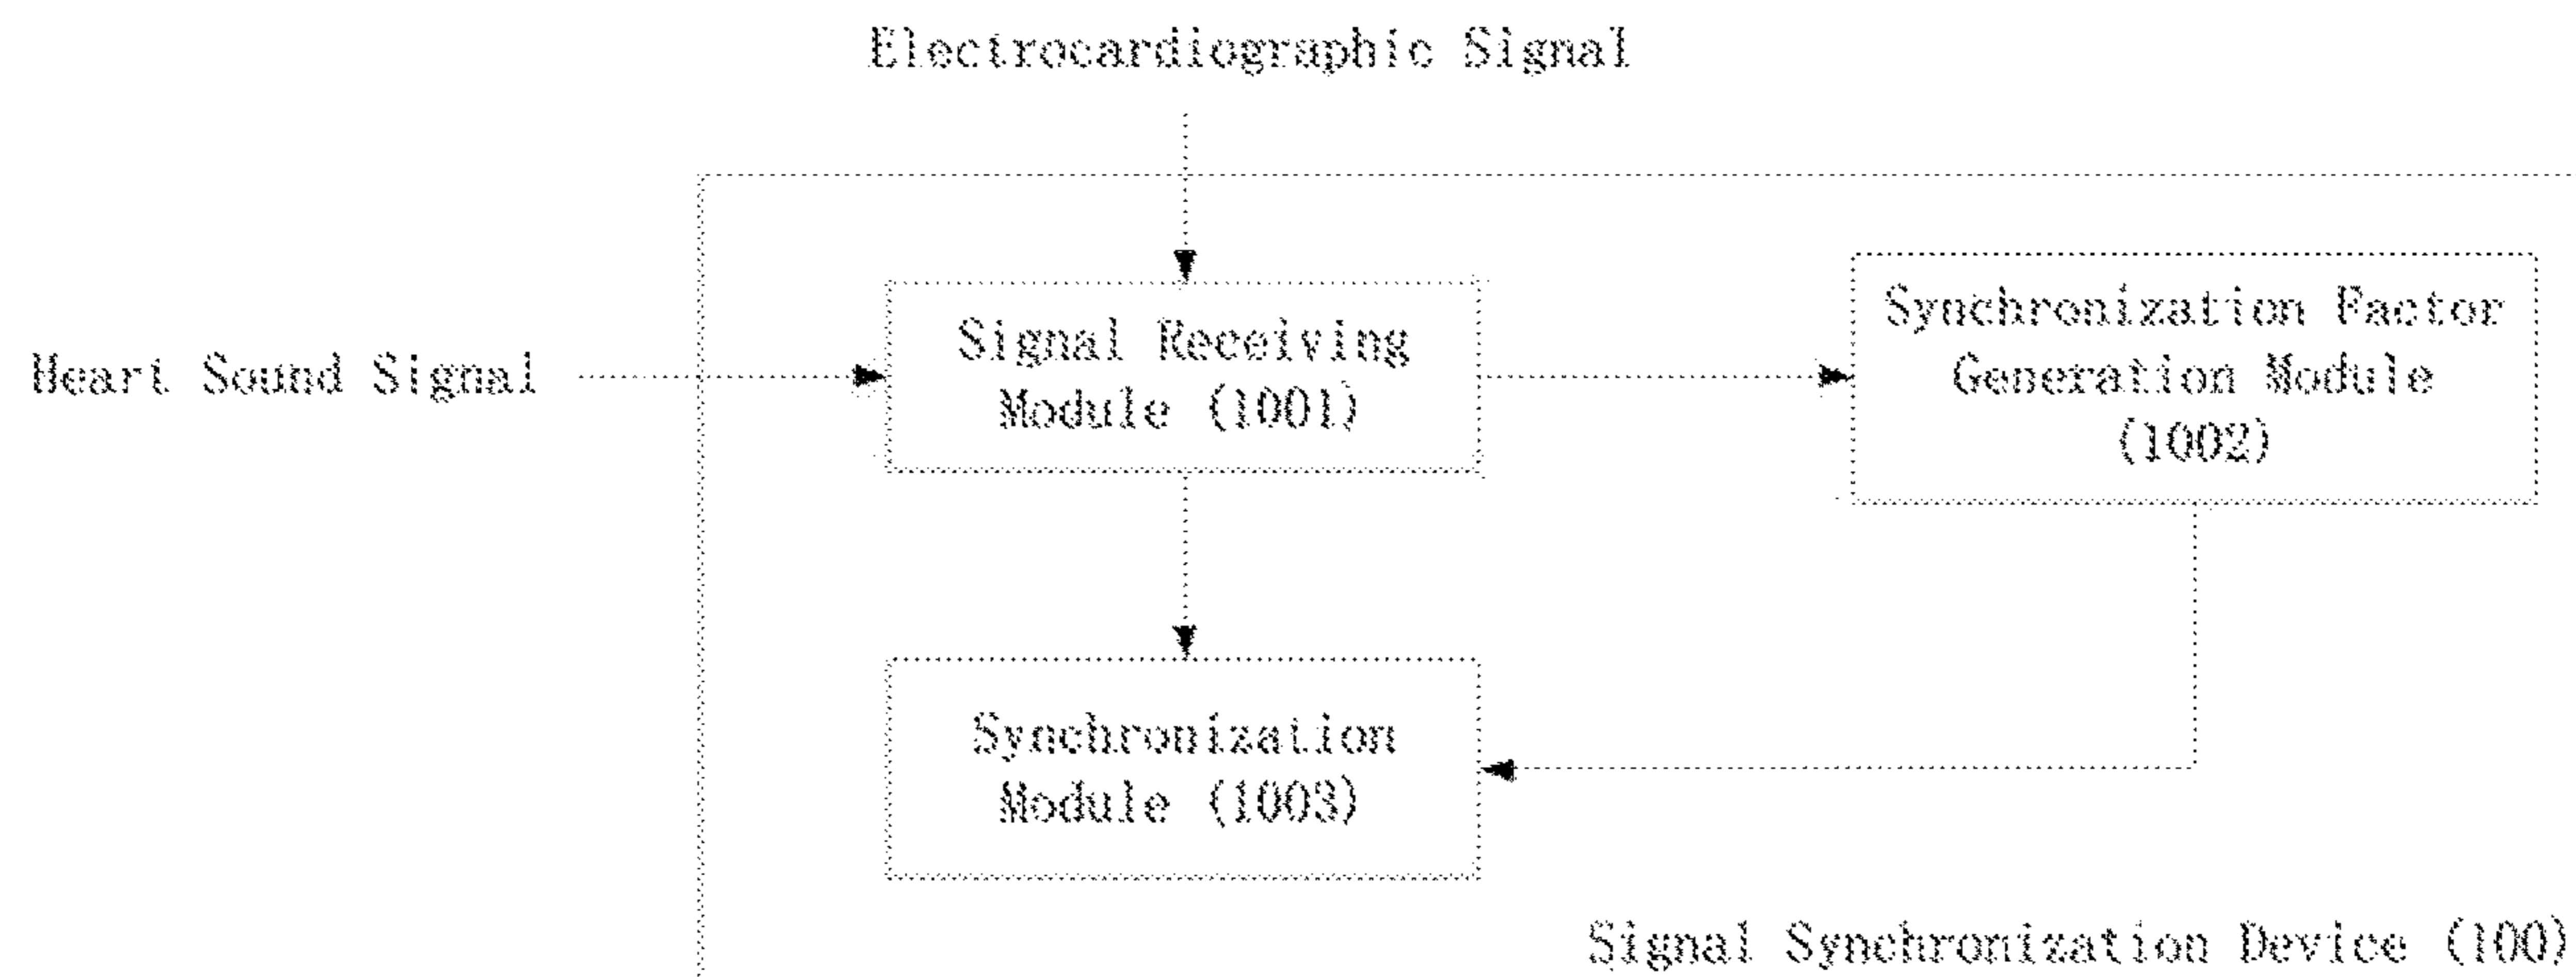 Electrocardiographic Signal
Heart Sound Signal
Signal Receiving
Module (1001)
Synchronization Factor
Generation Module
(1002)
Synchronization
Module (1003)
Signal Synchronization Device (100)